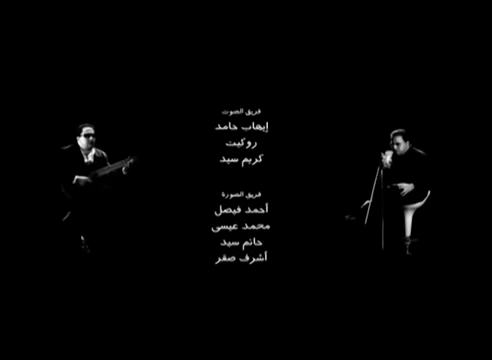 فريق الصوت
إيهاب حامد
روكيت
كريم سيد
فريق الصورة
أحمد فيصل
محمد عيسى
حاتم سيد
أشرف صقر